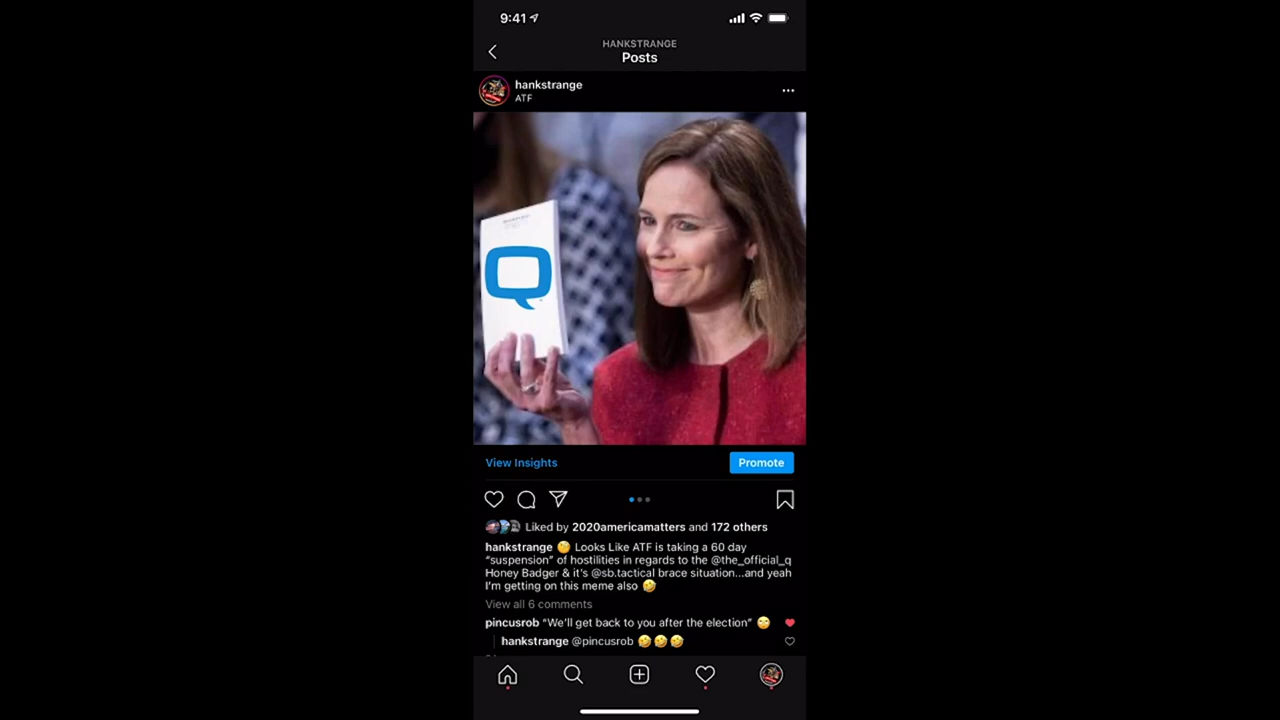 9:41
HANKSTRANGE
Posts
hankstrange
ATF
Q
View Insights
Promote
Liked by 2020americamatters and 172 others
hankstrange 🧐 Looks Like ATF is taking a 60 day
"suspension" of hostilities in regards to the @the_official_q
Honey Badger & it's @sb.tactical brace situation...and yeah
I'm getting on this meme also 🤣
View all 6 comments
pincusrob "We'll get back to you after the election" 🙄
hankstrange @pincusrob 🤣🤣🤣